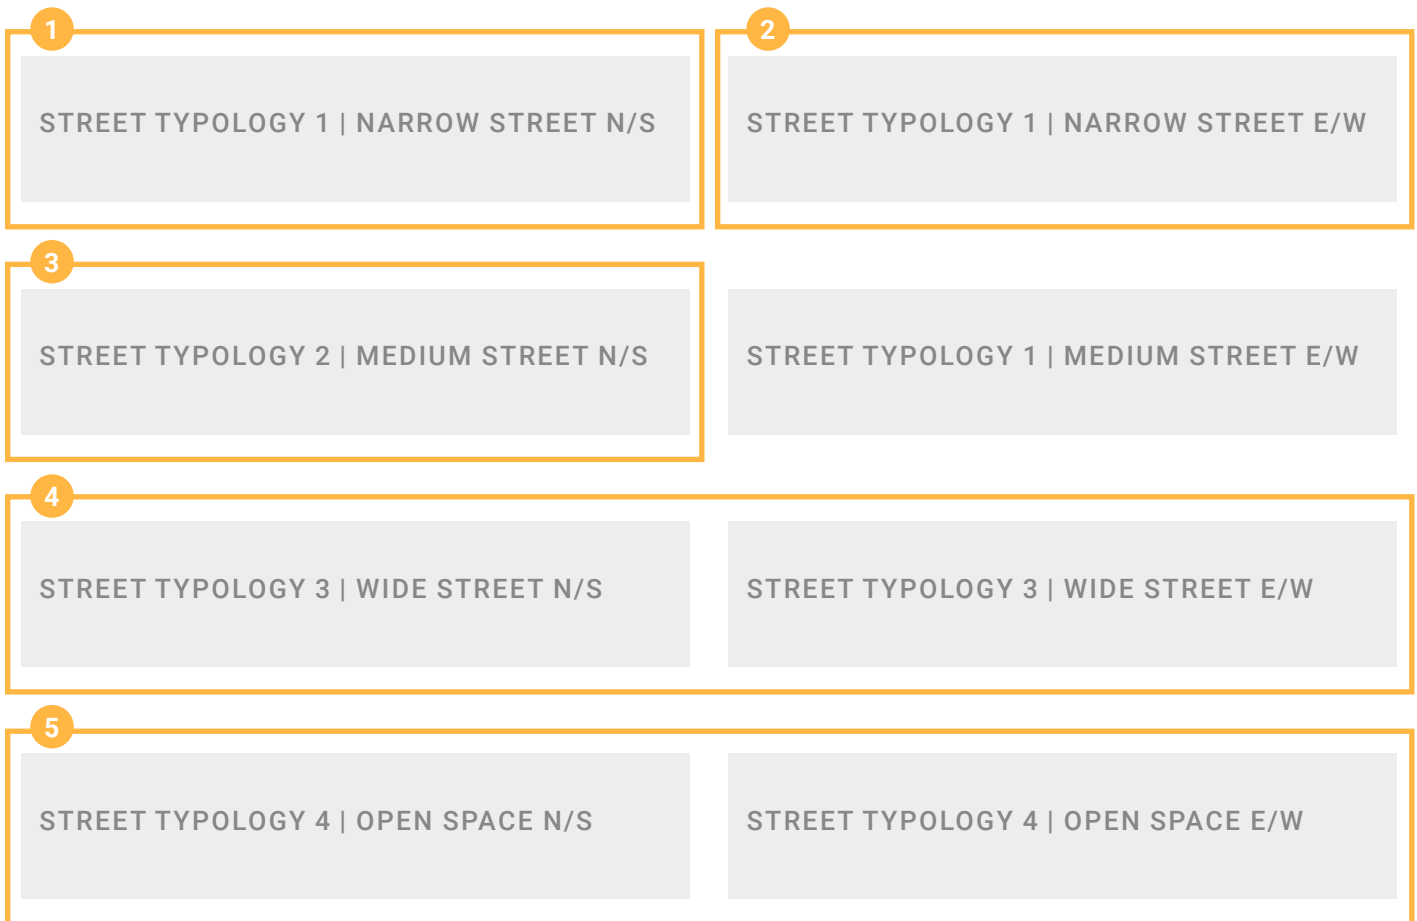 1
STREET TYPOLOGY 1 | NARROW STREET N/S
2
STREET TYPOLOGY 1 | NARROW STREET E/W
3
STREET TYPOLOGY 2 | MEDIUM STREET N/S
STREET TYPOLOGY 1 | MEDIUM STREET E/W
4
STREET TYPOLOGY 3 | WIDE STREET N/S
STREET TYPOLOGY 3 | WIDE STREET E/W
5
STREET TYPOLOGY 4 | OPEN SPACE N/S
STREET TYPOLOGY 4 | OPEN SPACE E/W